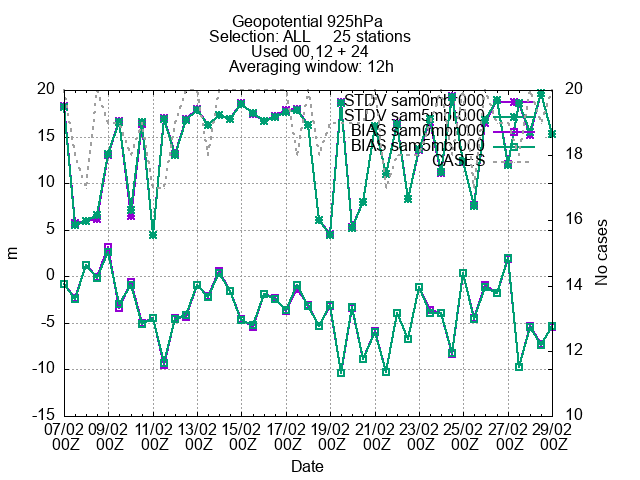 Geopotential 925hPa
Selection: ALL 25 stations
Used 00,12 + 24
Averaging window: 12h
20 20
STDV sam0mbr000
STDV sam5mbr000
15
BIAS sam0mbr000
BIAS sam5mbr000
CASES
18
10
5 16
m
No cases
0
14
-5
12
-10
-15 10
07/02 09/02 11/02 13/02 15/02 17/02 19/02 21/02 23/02 25/02 27/02 29/02
00Z 00Z 00Z 00Z 00Z 00Z 00Z 00Z 00Z 00Z 00Z 00Z
Date